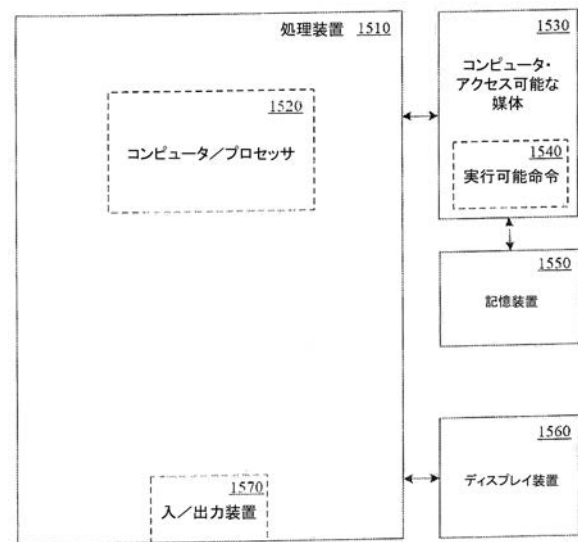 処理装置 1510
1520
コンピュータ／プロセッサ
1570
入／出力装置
1530
コンピュータ・
アクセス可能な
媒体
1540
実行可能命令
1550
記憶装置
1560
ディスプレイ装置